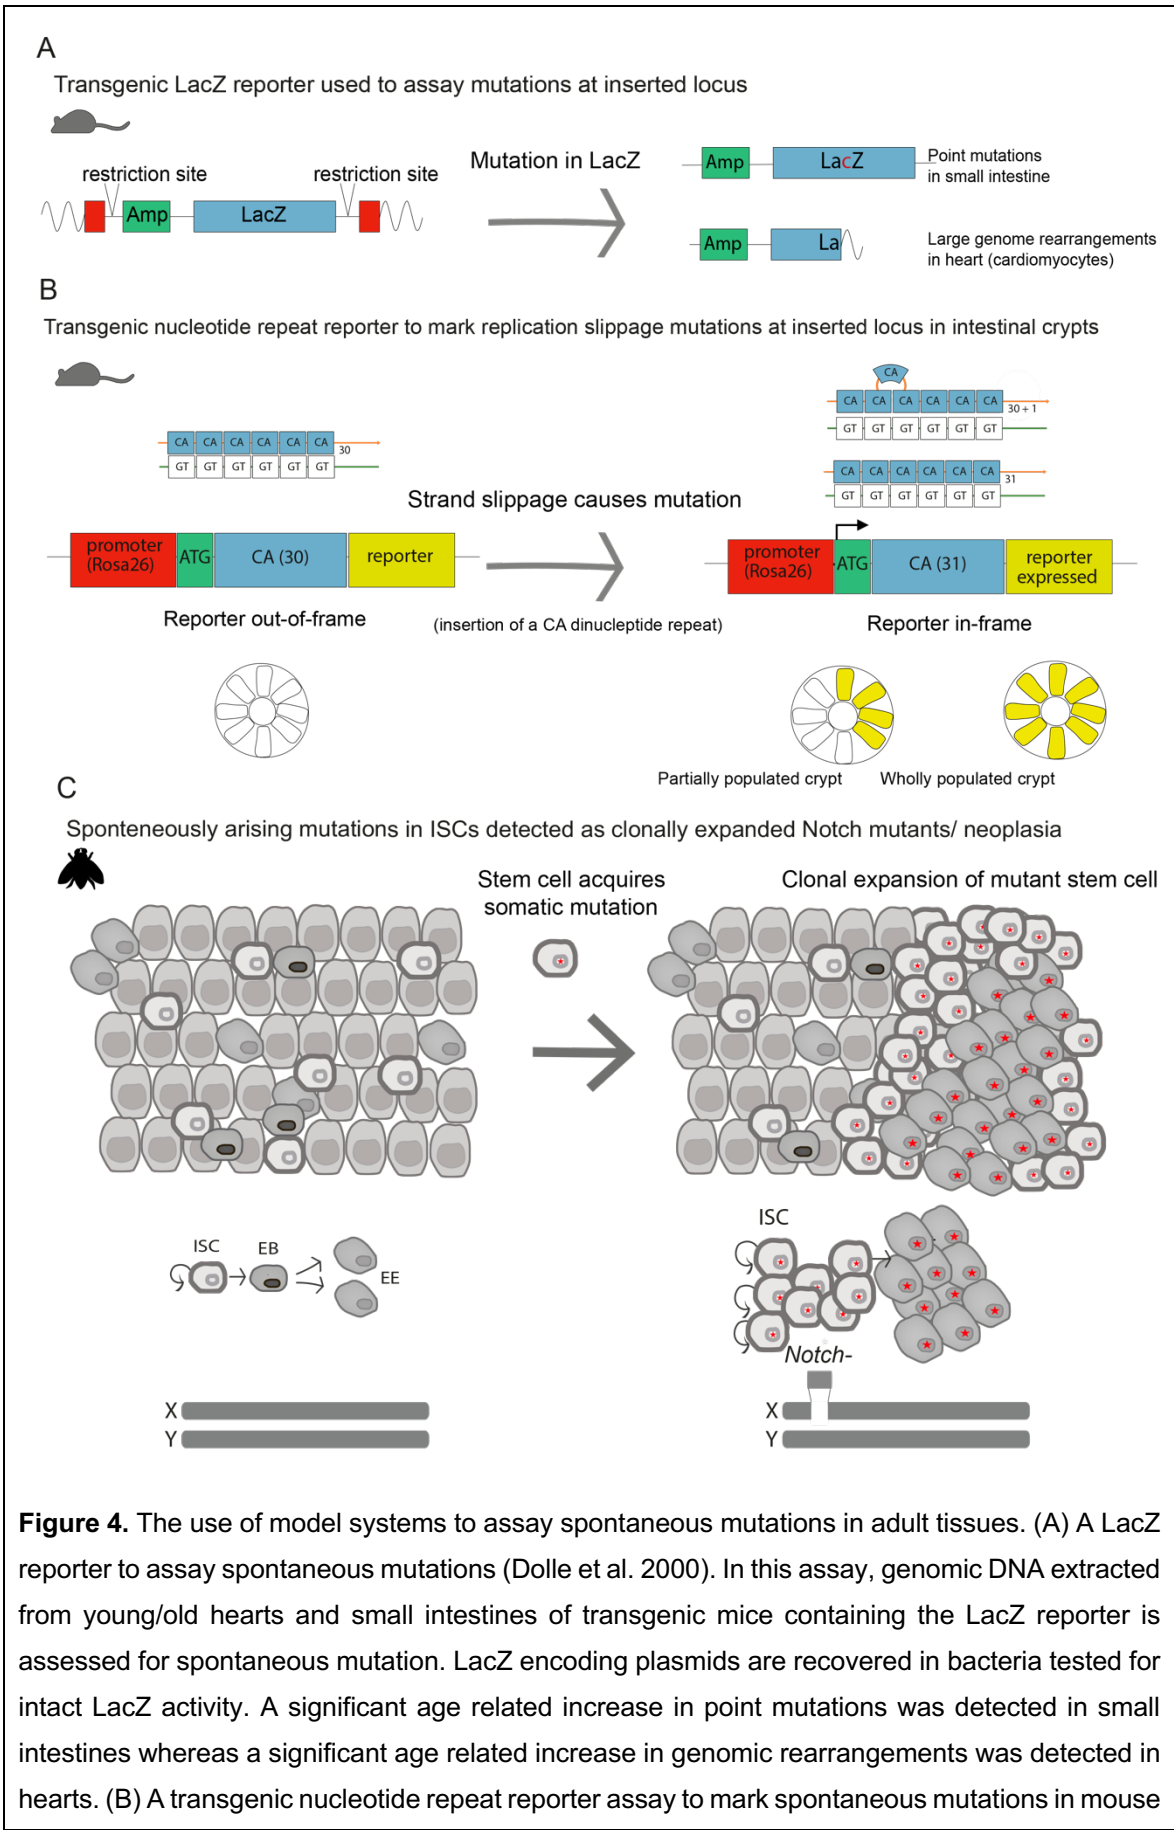 A
Transgenic LacZ reporter used to assay mutations at inserted locus
restriction site
restriction site
Amp
LacZ
Mutation in LacZ
Amp
LacZ
Point mutations
in small intestine
Amp
La
Large genome rearrangements
in heart (cardiomyocytes)
B
Transgenic nucleotide repeat reporter to mark replication slippage mutations at inserted locus in intestinal crypts
CA CA CA CA CA CA 30
GT GT GT GT GT GT
CA
CA CA CA CA CA CA 30 + 1
GT GT GT GT GT GT
CA CA CA CA CA CA 31
GT GT GT GT GT GT
Strand slippage causes mutation
promoter
(Rosa26)
ATG
CA (30)
reporter
promoter
(Rosa26)
ATG
CA (31)
reporter
expressed
Reporter out-of-frame
(insertion of a CA dinucleptide repeat)
Reporter in-frame
Partially populated crypt
Wholly populated crypt
C
Sponteneously arising mutations in ISCs detected as clonally expanded Notch mutants/ neoplasia
Stem cell acquires
somatic mutation
Clonal expansion of mutant stem cell
ISC
EB
EE
ISC
Notch-
X
Y
X
Y
Figure 4. The use of model systems to assay spontaneous mutations in adult tissues. (A) A LacZ
reporter to assay spontaneous mutations (Dolle et al. 2000). In this assay, genomic DNA extracted
from young/old hearts and small intestines of transgenic mice containing the LacZ reporter is
assessed for spontaneous mutation. LacZ encoding plasmids are recovered in bacteria tested for
intact LacZ activity. A significant age related increase in point mutations was detected in small
intestines whereas a significant age related increase in genomic rearrangements was detected in
hearts. (B) A transgenic nucleotide repeat reporter assay to mark spontaneous mutations in mouse